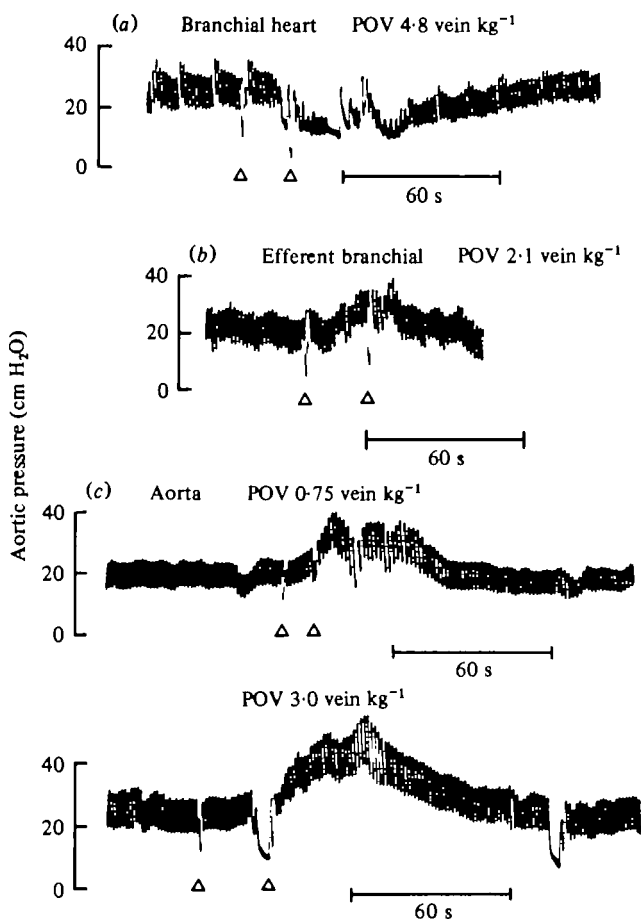 (a) Branchial heart POV 4·8 vein kg⁻¹
40
20
0
△ △
60 s
(b) Efferent branchial POV 2·1 vein kg⁻¹
40
20
0
△ △
60 s
Aortic pressure (cm H₂O)
(c) Aorta POV 0·75 vein kg⁻¹
40
20
0
△ △
60 s
POV 3·0 vein kg⁻¹
40
20
0
△ △
60 s